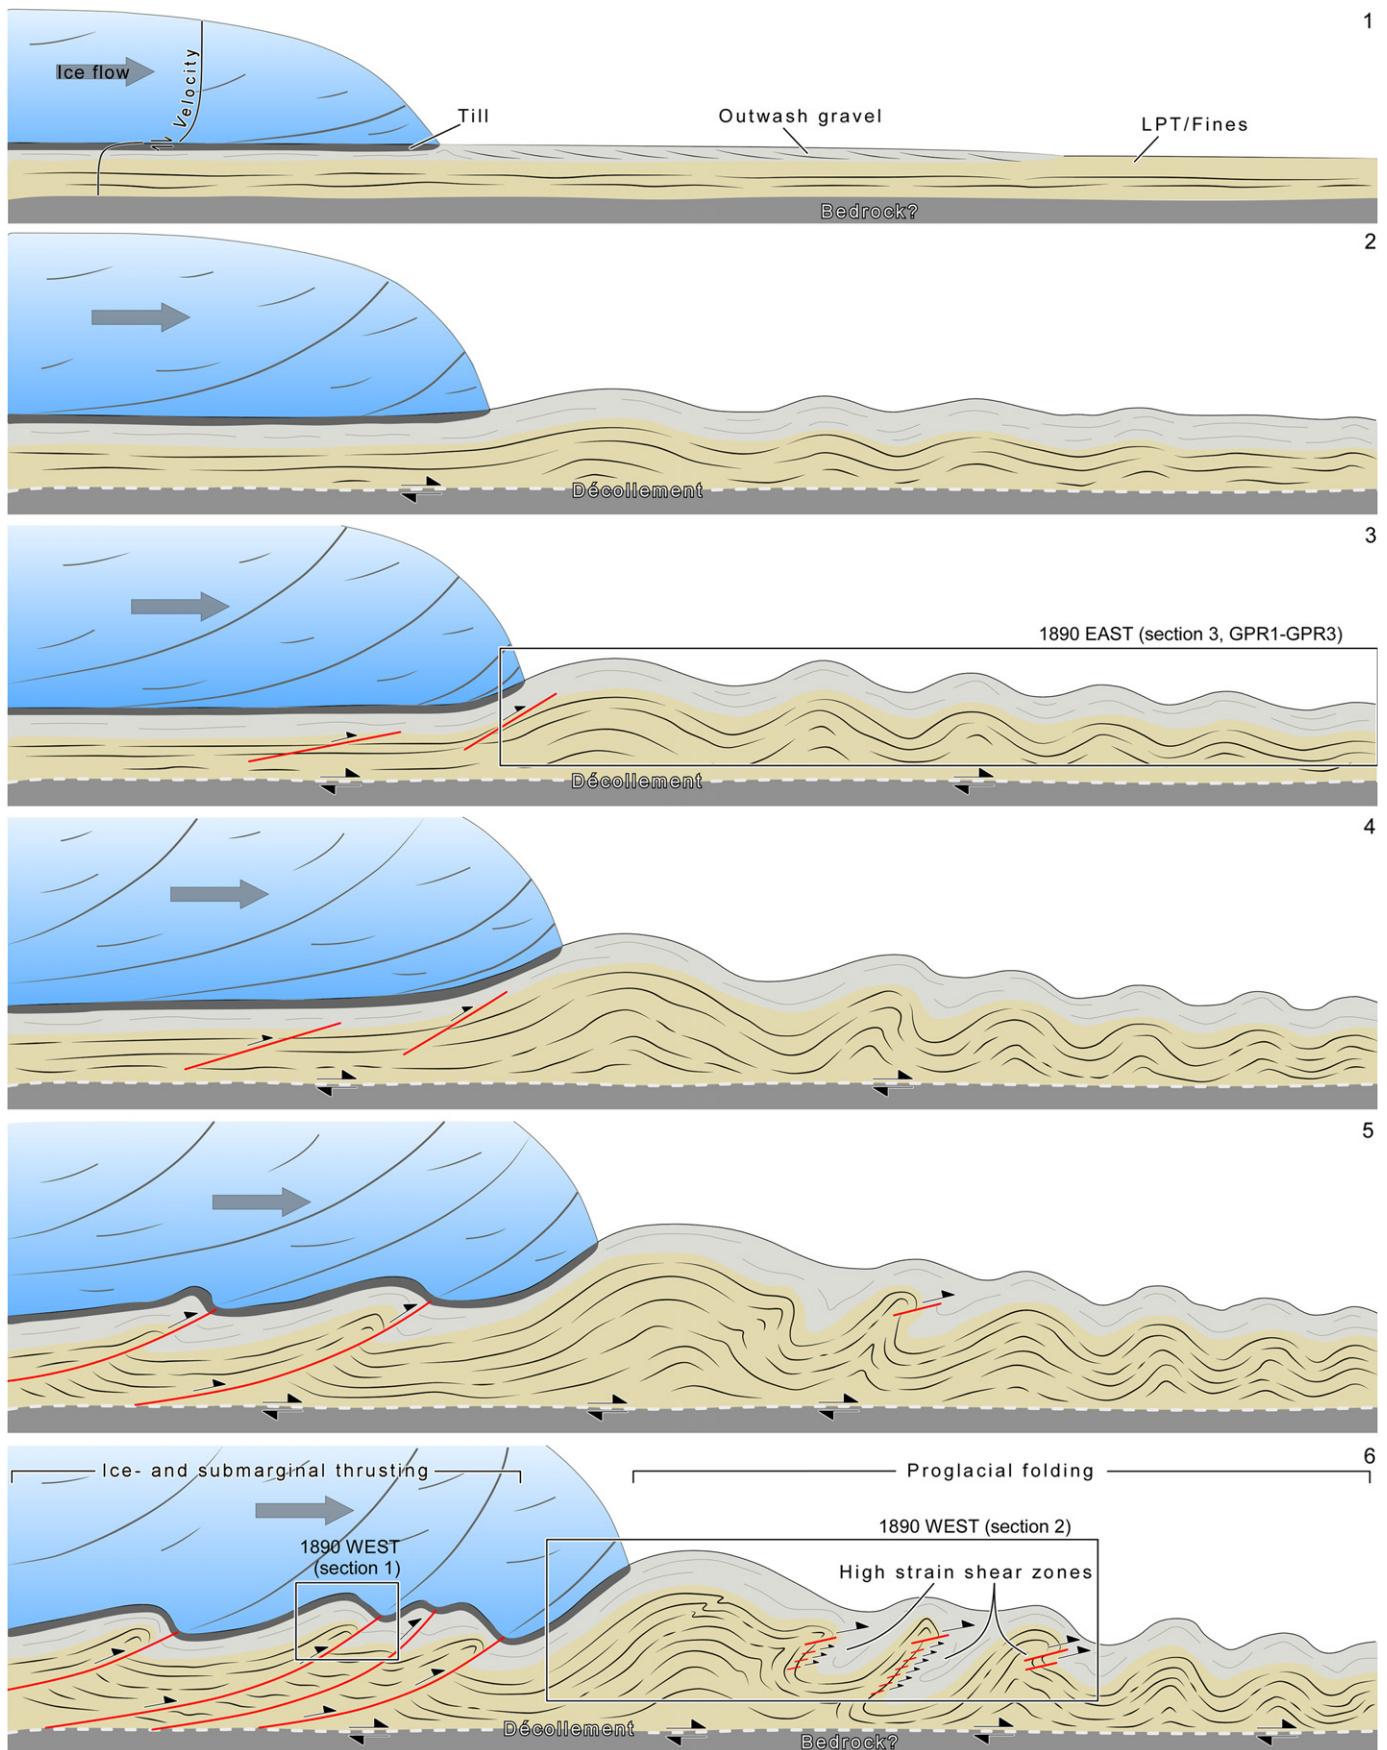 1
Ice flow
Velocity
Till
Outwash gravel
LPT/Fines
Bedrock?
2
Décollement
3
1890 EAST (section 3, GPR1-GPR3)
Décollement
4
5
6
Ice- and submarginal thrusting
Proglacial folding
1890 WEST
(section 1)
1890 WEST (section 2)
High strain shear zones
Décollement
Bedrock?